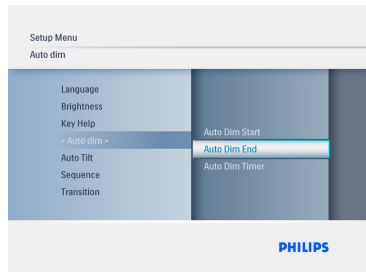 Setup Menu
Auto dim
Language
Brightness
Key Help
- Auto dim -
Auto Tilt
Sequence
Transition
Auto Dim Start
Auto Dim End
Auto Dim Timer
PHILIPS